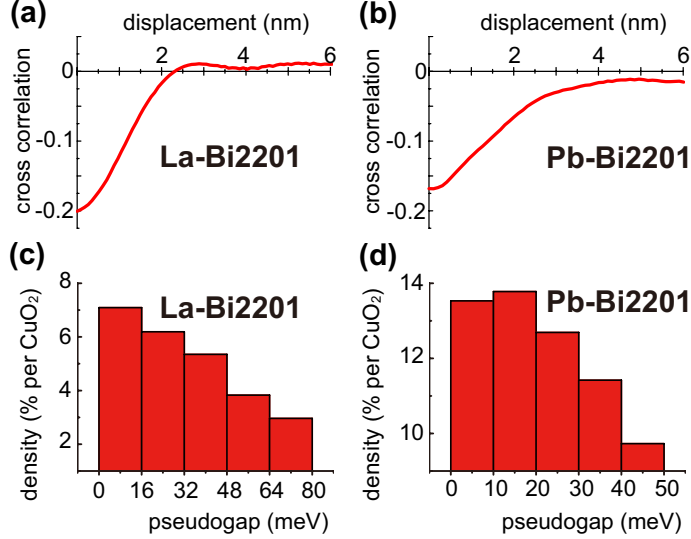 (a)
displacement (nm)
2 4 6
0
-0.1
-0.2
cross correlation
La-Bi2201
(b)
displacement (nm)
0 2 4 6
0
-0.1
-0.2
cross correlation
Pb-Bi2201
(c)
La-Bi2201
8
6
4
2
density (% per CuO₂)
0 16 32 48 64 80
pseudogap (meV)
(d)
Pb-Bi2201
14
12
10
density (% per CuO₂)
0 10 20 30 40 50
pseudogap (meV)